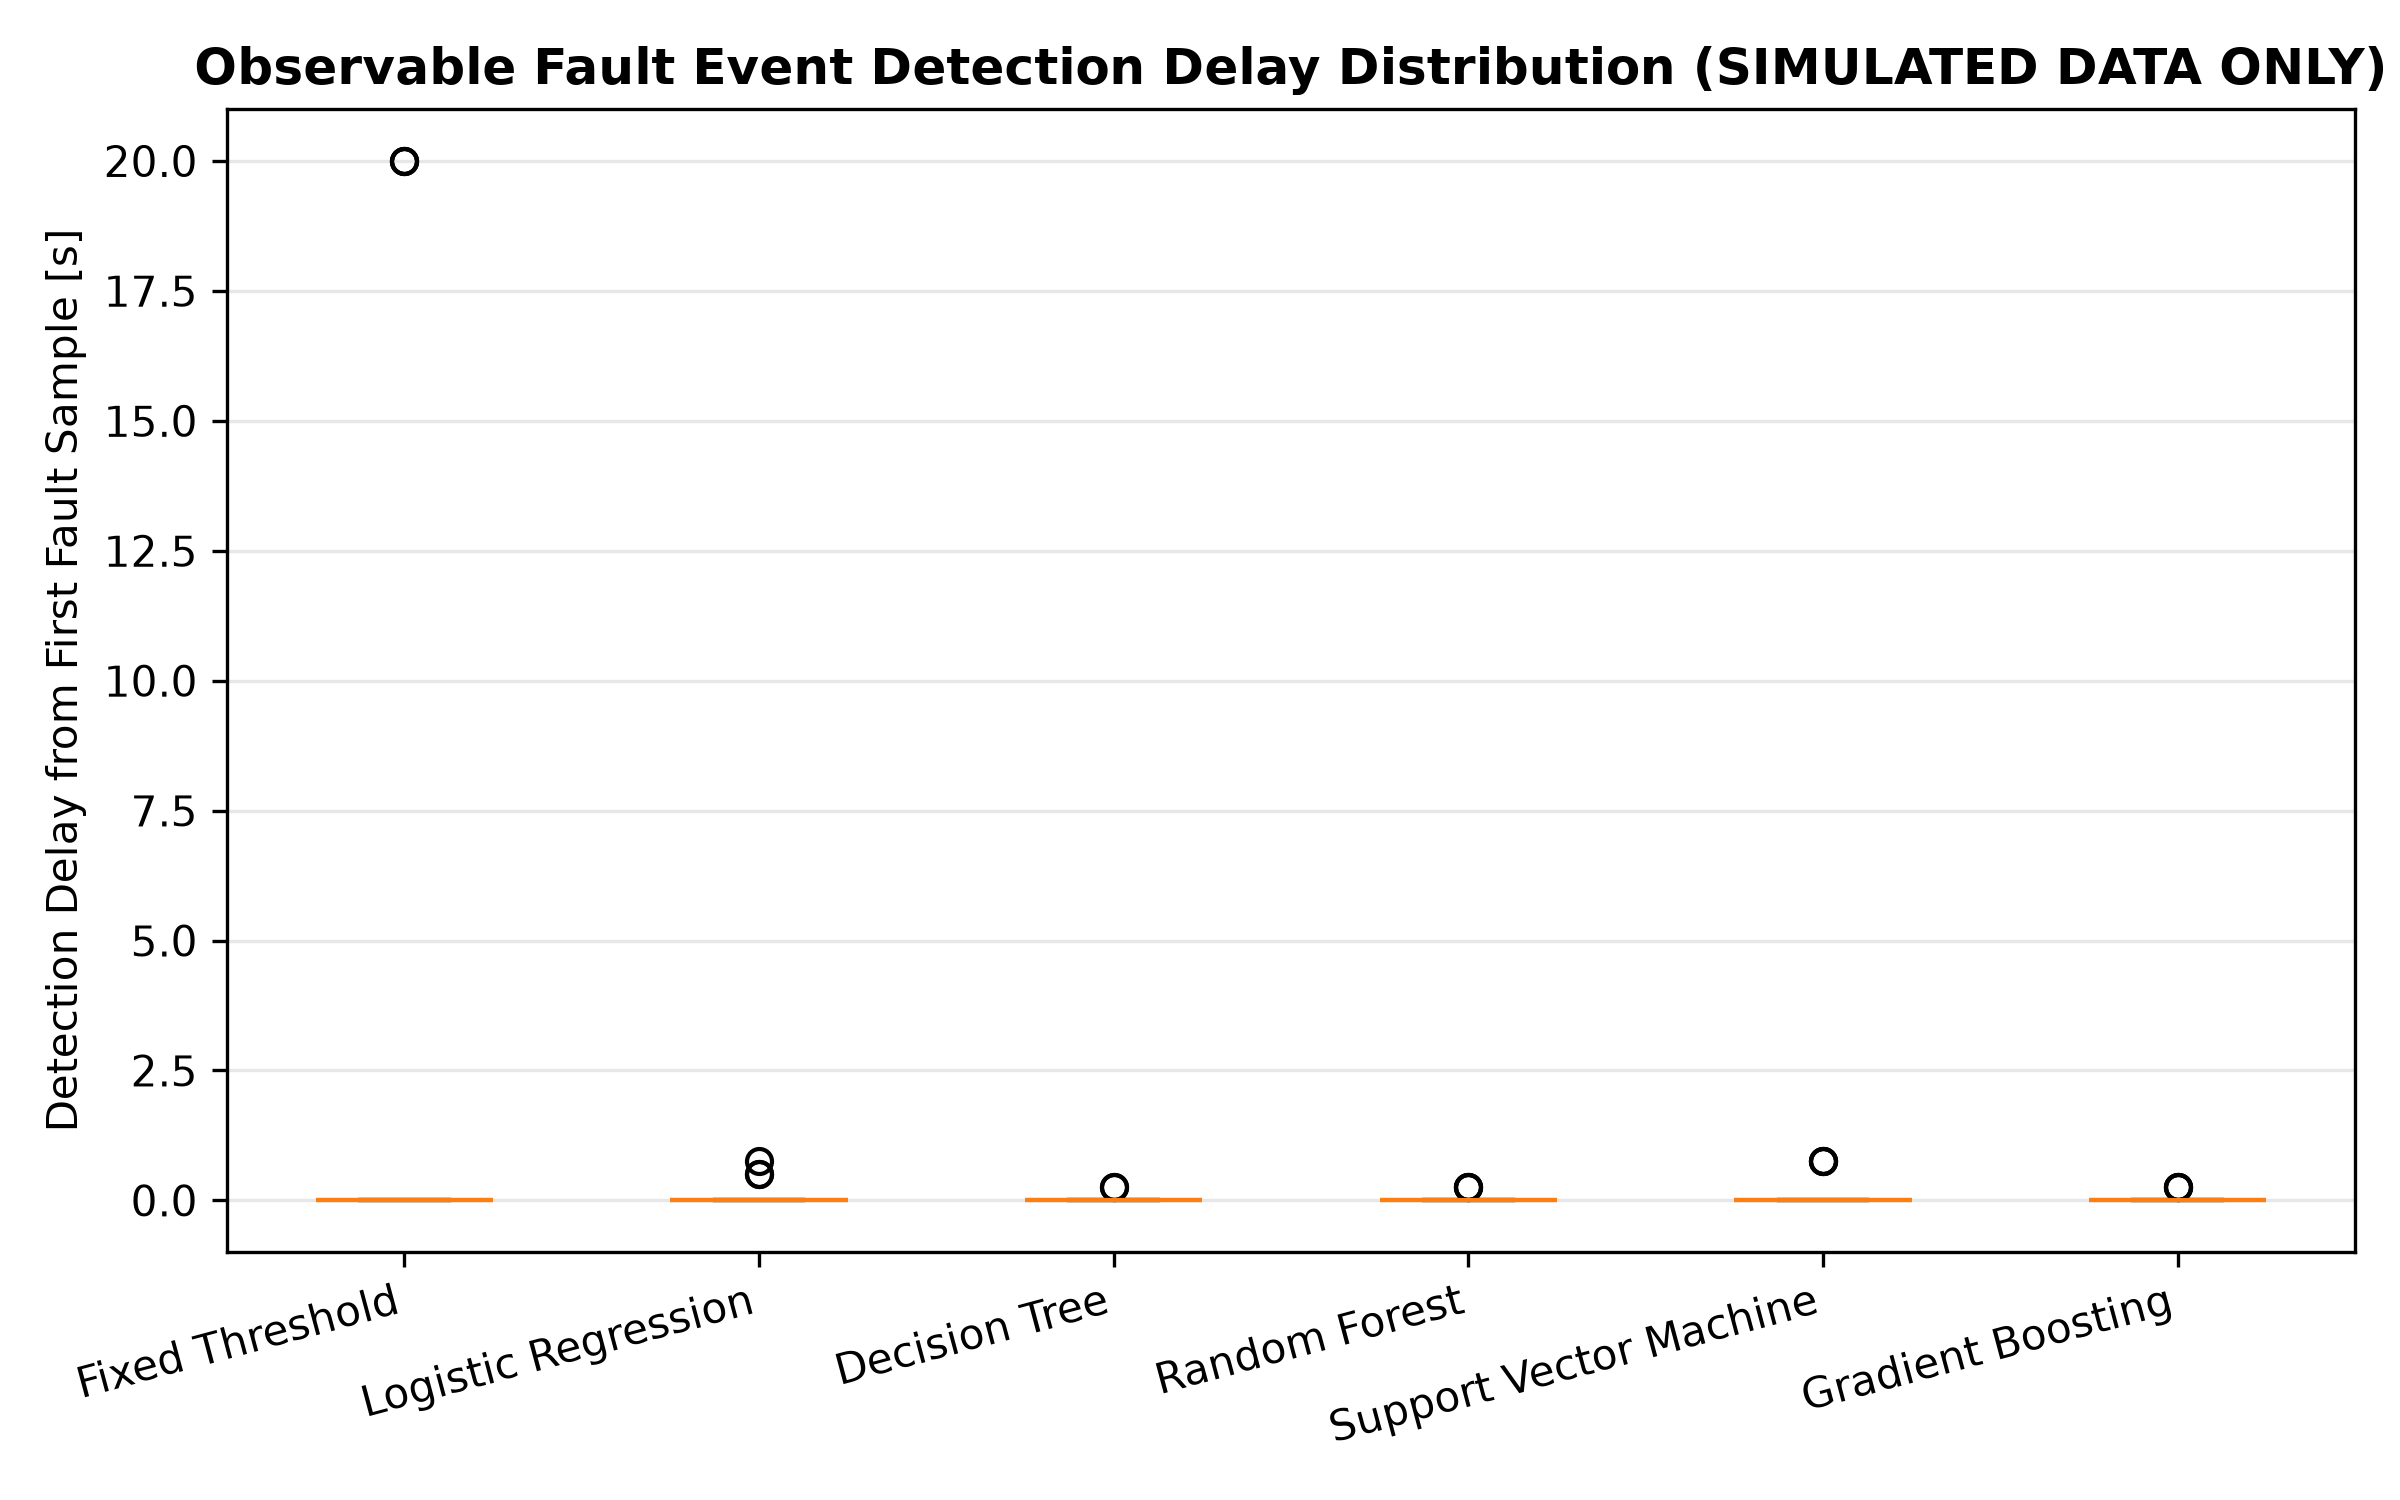 Observable Fault Event Detection Delay Distribution (SIMULATED DATA ONLY)
Detection Delay from First Fault Sample [s]
20.0
17.5
15.0
12.5
10.0
7.5
5.0
2.5
0.0
Fixed Threshold
Logistic Regression
Decision Tree
Random Forest
Support Vector Machine
Gradient Boosting